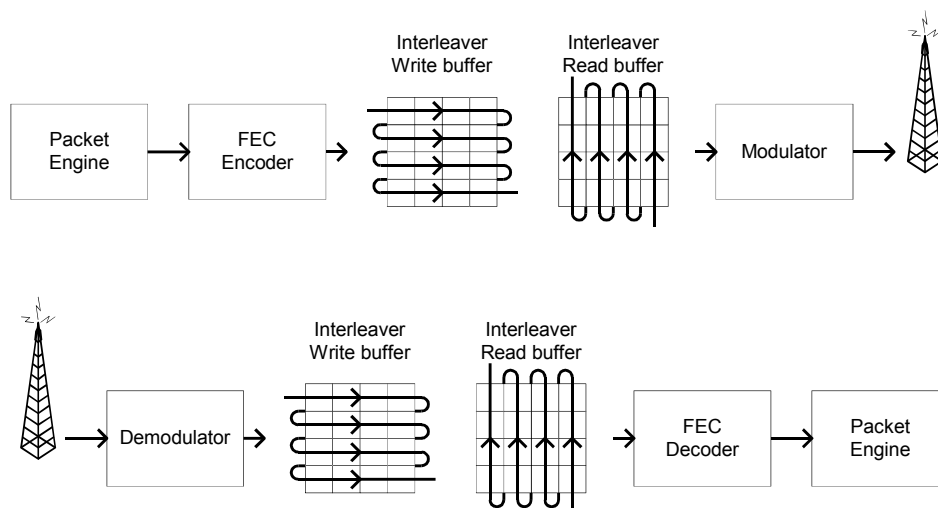 Interleaver
Write buffer
Interleaver
Read buffer
Packet
Engine
FEC
Encoder
Modulator
Interleaver
Write buffer
Interleaver
Read buffer
Demodulator
FEC
Decoder
Packet
Engine